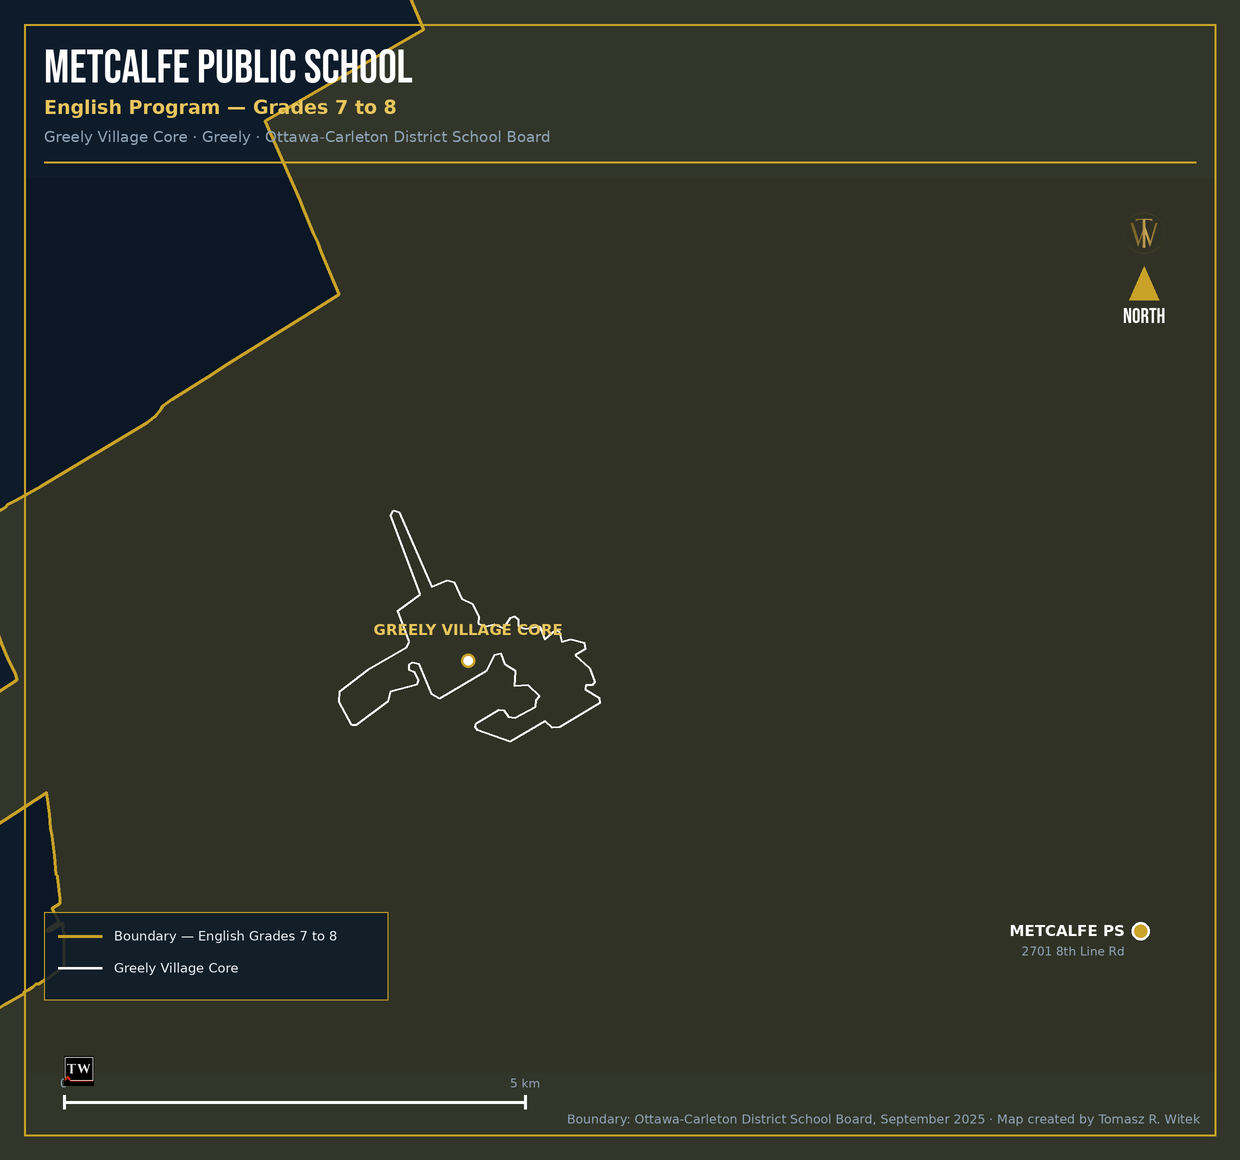 METCALFE PUBLIC SCHOOL
English Program — Grades 7 to 8
Greely Village Core · Greely · Ottawa-Carleton District School Board
TW
NORTH
GREELY VILLAGE CORE
METCALFE PS
2701 8th Line Rd
Boundary — English Grades 7 to 8
Greely Village Core
TW
5 km
Boundary: Ottawa-Carleton District School Board, September 2025 · Map created by Tomasz R. Witek